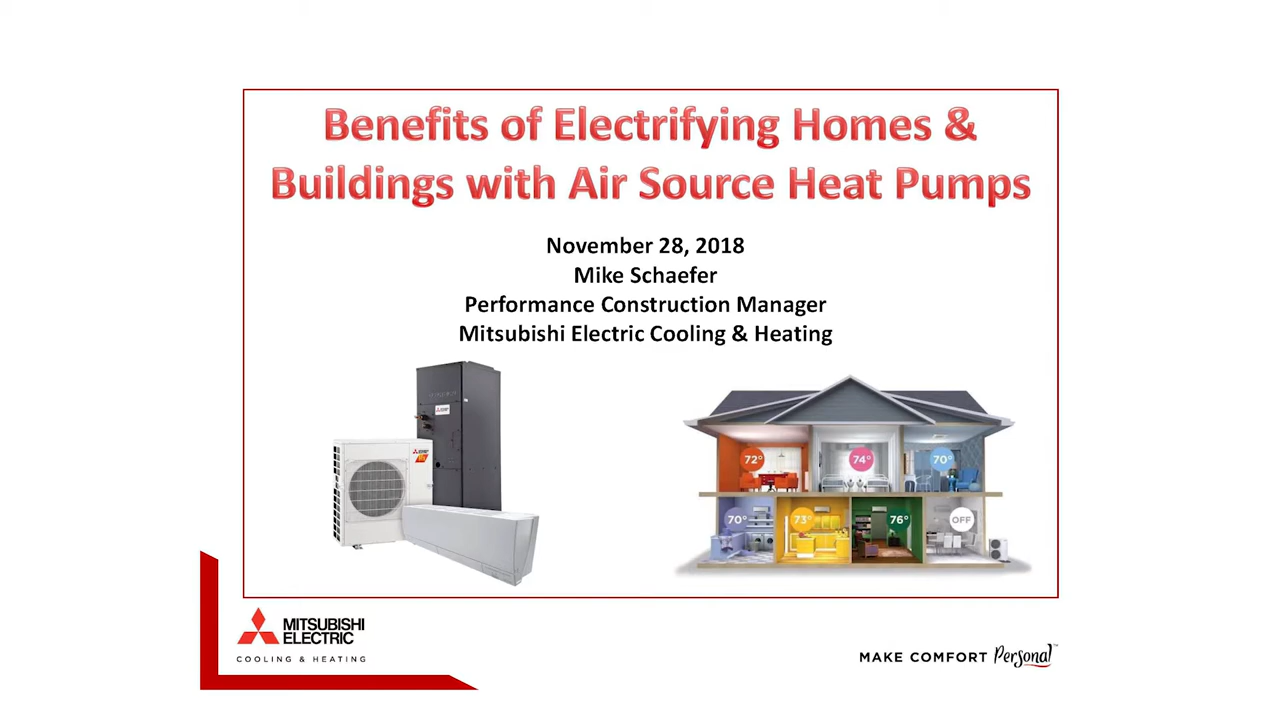 Benefits of Electrifying Homes &
Buildings with Air Source Heat Pumps
November 28, 2018
Mike Schaefer
Performance Construction Manager
Mitsubishi Electric Cooling & Heating
72°
74°
70°
70°
73°
76°
OFF
MITSUBISHI
ELECTRIC
COOLING & HEATING
MAKE COMFORT Personal™